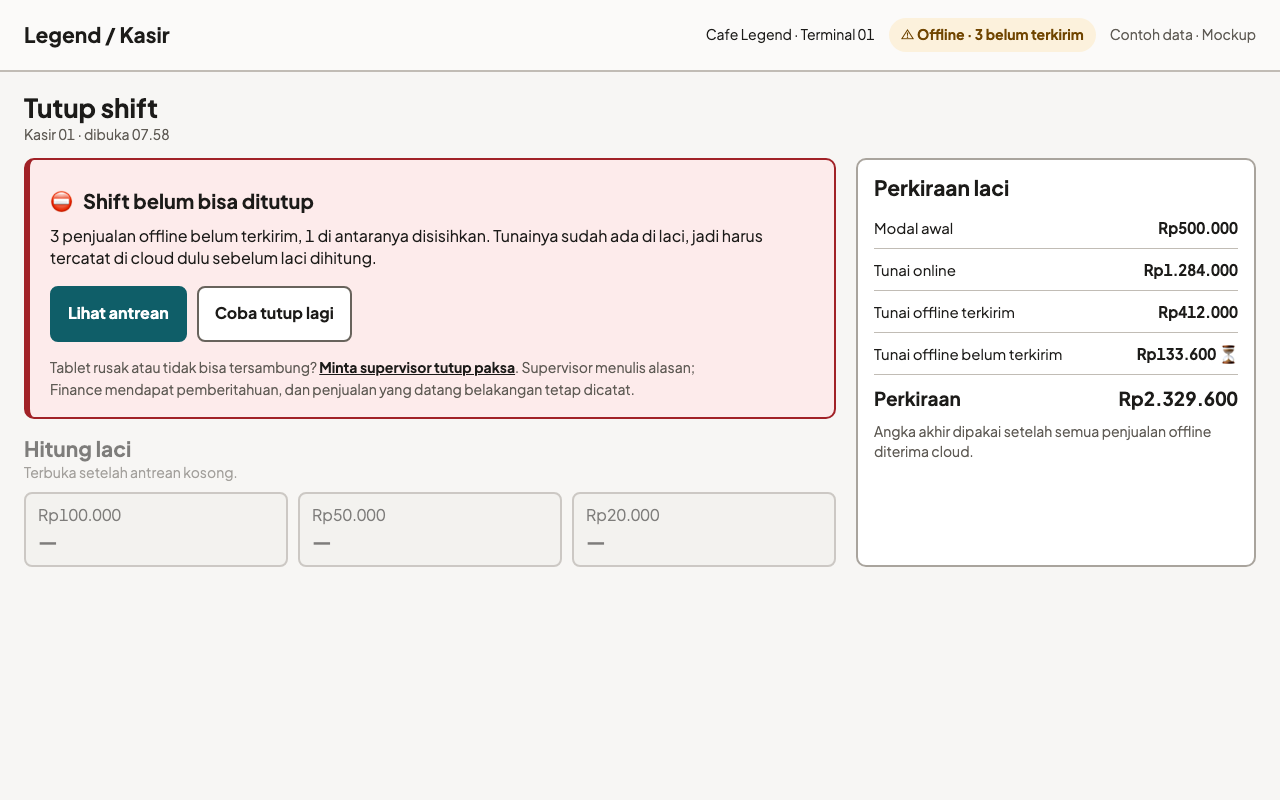 Legend / Kasir
Cafe Legend · Terminal 01
⚠ Offline · 3 belum terkirim
Contoh data · Mockup
Tutup shift
Kasir 01 · dibuka 07.58
⛔ Shift belum bisa ditutup
3 penjualan offline belum terkirim, 1 di antaranya disisihkan. Tunainya sudah ada di laci, jadi harus
tercatat di cloud dulu sebelum laci dihitung.
Lihat antrean
Coba tutup lagi
Tablet rusak atau tidak bisa tersambung? Minta supervisor tutup paksa. Supervisor menulis alasan;
Finance mendapat pemberitahuan, dan penjualan yang datang belakangan tetap dicatat.
Hitung laci
Terbuka setelah antrean kosong.
Rp100.000
—
Rp50.000
—
Rp20.000
—
Perkiraan laci
Modal awal Rp500.000
Tunai online Rp1.284.000
Tunai offline terkirim Rp412.000
Tunai offline belum terkirim Rp133.600 ⏳
Perkiraan Rp2.329.600
Angka akhir dipakai setelah semua penjualan offline
diterima cloud.